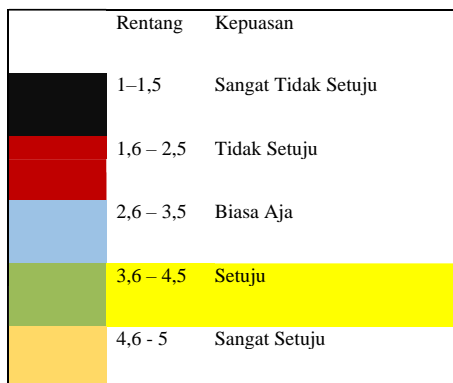 Rentang Kepuasan
1–1,5 Sangat Tidak Setuju
1,6 – 2,5 Tidak Setuju
2,6 – 3,5 Biasa Aja
3,6 – 4,5 Setuju
4,6 - 5 Sangat Setuju